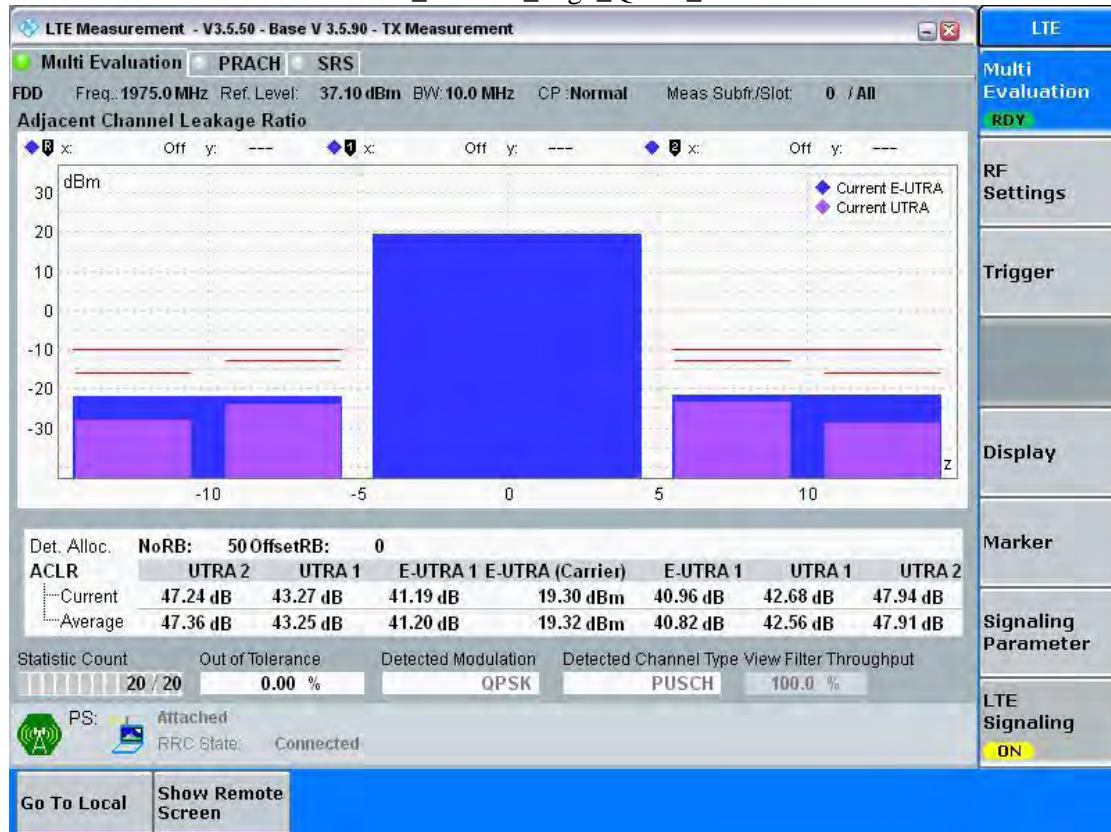 LTE Measurement - V3.5.50 - Base V 3.5.90 - TX Measurement
LTE
Multi Evaluation PRACH SRS
Multi Evaluation
RDY
FDD Freq.: 1975.0 MHz Ref. Level: 37.10 dBm BW: 10.0 MHz CP :Normal Meas Subfr./Slot: 0 / All
Adjacent Channel Leakage Ratio
R x: Off y: --- 1 x: Off y: --- 2 x: Off y: ---
dBm
Current E-UTRA
Current UTRA
30
20
10
0
-10
-20
-30
z
-10 -5 0 5 10
RF Settings
Trigger
Display
Marker
Signaling Parameter
LTE Signaling
ON
Det. Alloc. NoRB: 50 OffsetRB: 0
ACLR UTRA 2 UTRA 1 E-UTRA 1 E-UTRA (Carrier) E-UTRA 1 UTRA 1 UTRA 2
Current 47.24 dB 43.27 dB 41.19 dB 19.30 dBm 40.96 dB 42.68 dB 47.94 dB
Average 47.36 dB 43.25 dB 41.20 dB 19.32 dBm 40.82 dB 42.56 dB 47.91 dB
Statistic Count Out of Tolerance Detected Modulation Detected Channel Type View Filter Throughput
20 / 20 0.00 % QPSK PUSCH 100.0 %
PS: Attached
RRC State: Connected
Go To Local Show Remote Screen